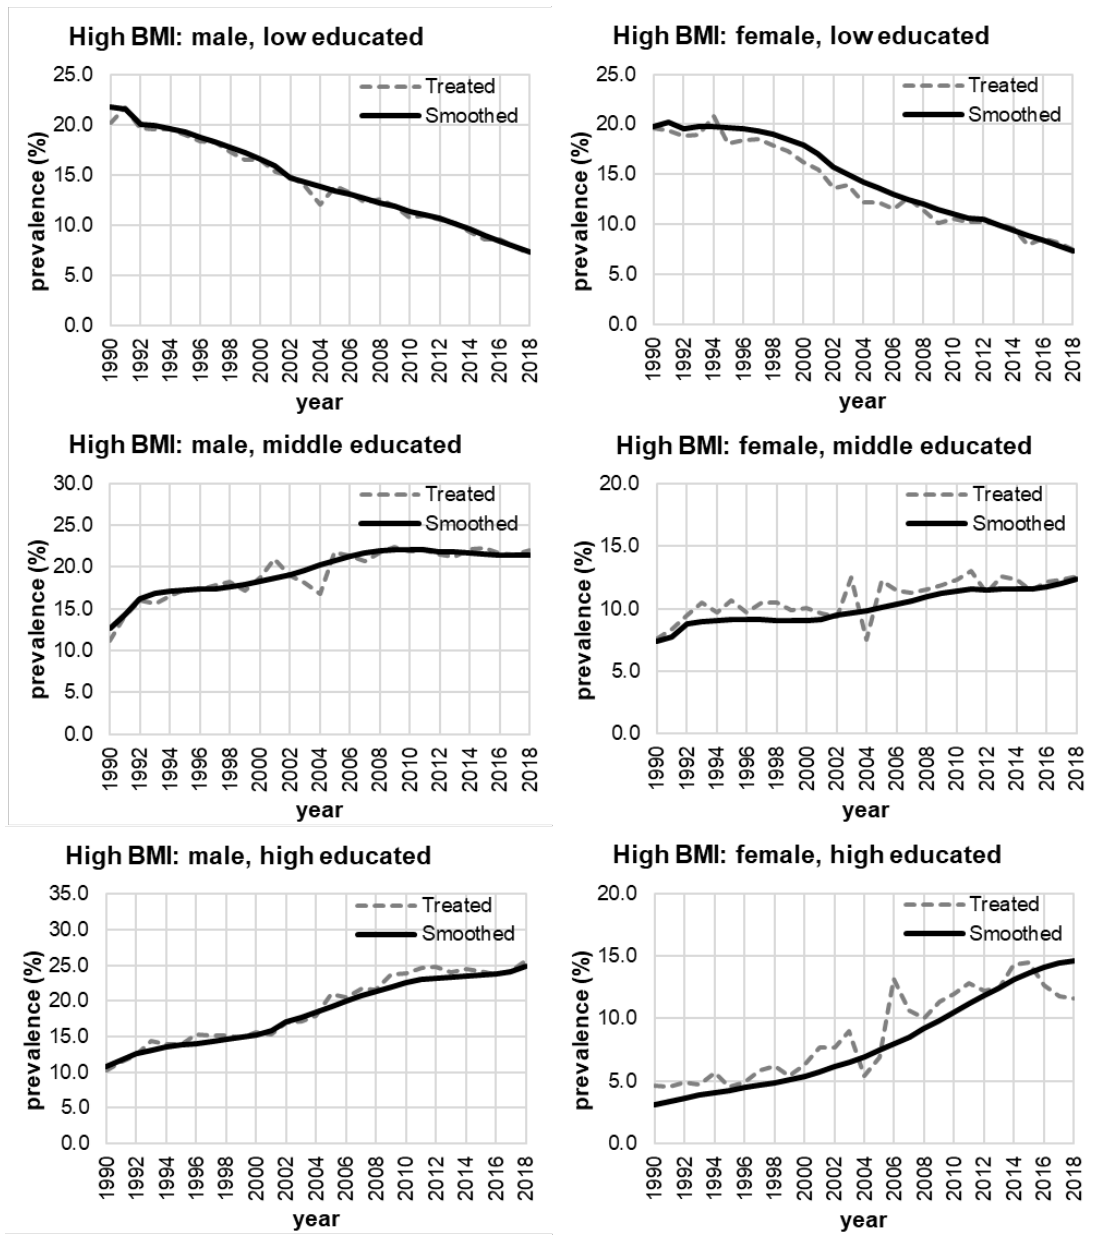 High BMI: male, low educated
25.0
20.0
15.0
10.0
5.0
0.0
prevalence (%)
Treated
Smoothed
1990 1992 1994 1996 1998 2000 2002 2004 2006 2008 2010 2012 2014 2016 2018
year
High BMI: female, low educated
25.0
20.0
15.0
10.0
5.0
0.0
prevalence (%)
Treated
Smoothed
1990 1992 1994 1996 1998 2000 2002 2004 2006 2008 2010 2012 2014 2016 2018
year
High BMI: male, middle educated
30.0
25.0
20.0
15.0
10.0
5.0
0.0
prevalence (%)
Treated
Smoothed
1990 1992 1994 1996 1998 2000 2002 2004 2006 2008 2010 2012 2014 2016 2018
year
High BMI: female, middle educated
20.0
15.0
10.0
5.0
0.0
prevalence (%)
Treated
Smoothed
1990 1992 1994 1996 1998 2000 2002 2004 2006 2008 2010 2012 2014 2016 2018
year
High BMI: male, high educated
35.0
30.0
25.0
20.0
15.0
10.0
5.0
0.0
prevalence (%)
Treated
Smoothed
1990 1992 1994 1996 1998 2000 2002 2004 2006 2008 2010 2012 2014 2016 2018
year
High BMI: female, high educated
20.0
15.0
10.0
5.0
0.0
prevalence (%)
Treated
Smoothed
1990 1992 1994 1996 1998 2000 2002 2004 2006 2008 2010 2012 2014 2016 2018
year